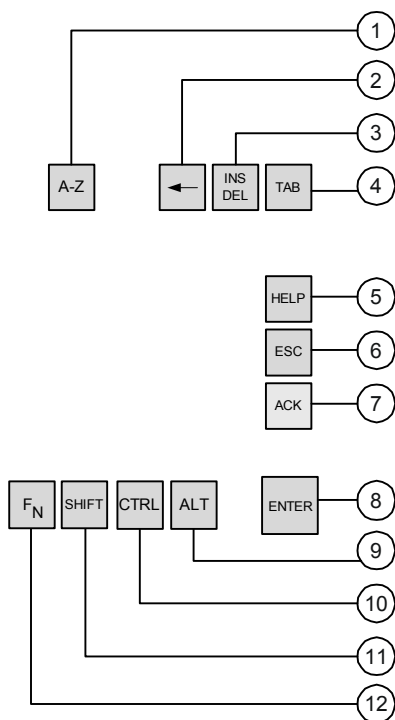 1
2
3
A-Z
INS
DEL
TAB
4
HELP
5
ESC
6
ACK
7
FN
SHIFT
CTRL
ALT
ENTER
8
9
10
11
12